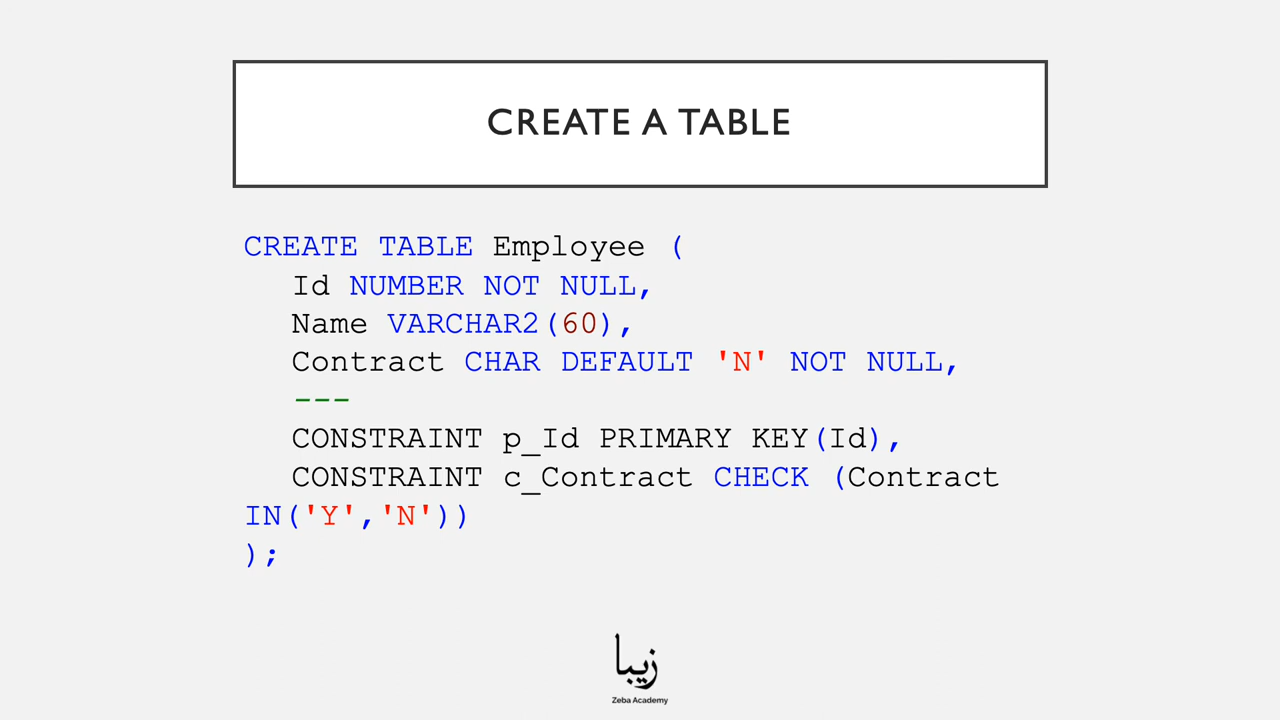 CREATE A TABLE
CREATE TABLE Employee (
Id NUMBER NOT NULL,
Name VARCHAR2(60),
Contract CHAR DEFAULT 'N' NOT NULL,
---
CONSTRAINT p_Id PRIMARY KEY(Id),
CONSTRAINT c_Contract CHECK (Contract
IN('Y','N'))
);
زیبا
Zeba Academy